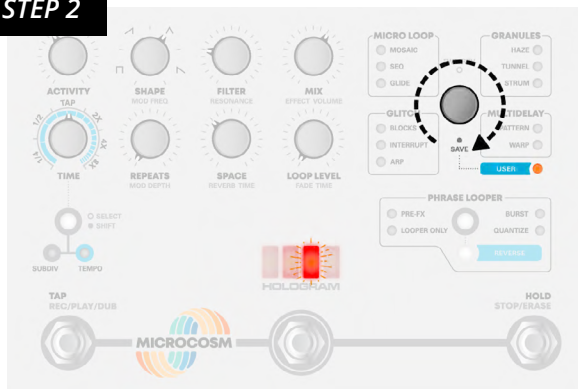 STEP 2
ACTIVITY
SHAPE
MOD FREQ.
FILTER
RESONANCE
MIX
EFFECT VOLUME
MICRO LOOP
MOSAIC
SEQ
GLIDE
GRANULES
HAZE
TUNNEL
STRUM
TAP
1/2
2X
1/4
4X
8X
TIME
REPEATS
MOD DEPTH
SPACE
REVERB TIME
LOOP LEVEL
FADE TIME
GLITCH
BLOCKS
INTERRUPT
ARP
MULTIDELAY
PATTERN
WARP
SAVE
USER
SELECT
SHIFT
SUBDIV
TEMPO
PHRASE LOOPER
PRE-FX
LOOPER ONLY
BURST
QUANTIZE
REVERSE
HOLOGRAM
TAP
REC/PLAY/DUB
HOLD
STOP/ERASE
MICROCOSM